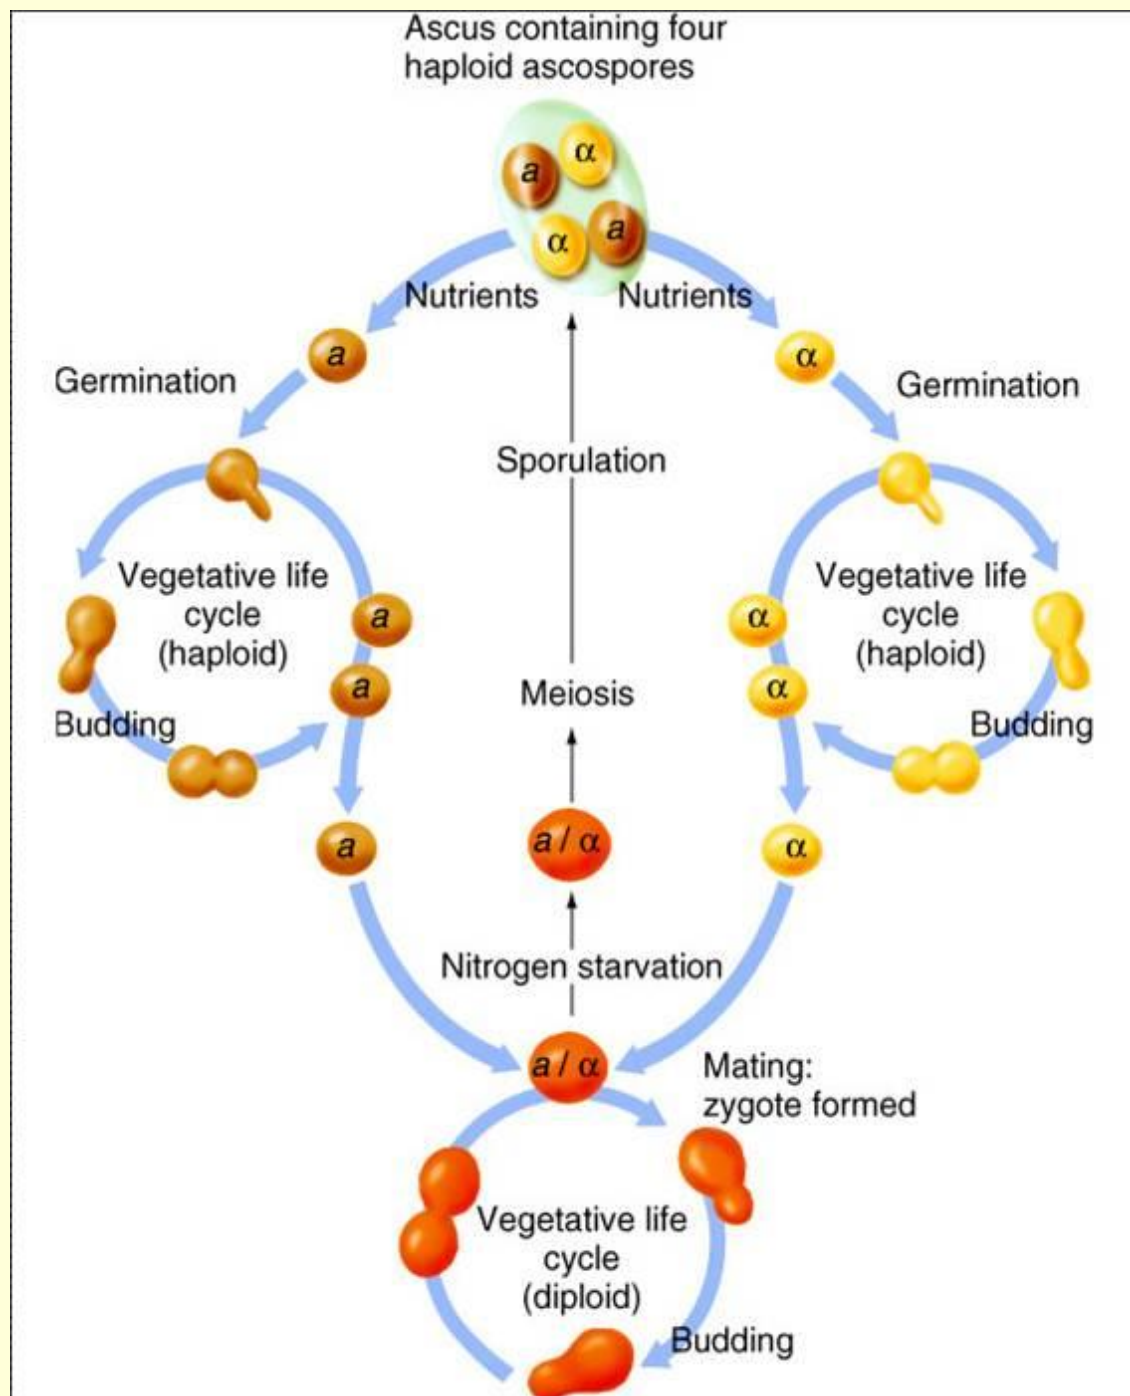 Ascus containing four
haploid ascospores
a
α
α
a
Nutrients
Nutrients
a
α
Germination
Germination
Sporulation
Vegetative life
cycle
(haploid)
a
a
Budding
α
α
Vegetative life
cycle
(haploid)
Budding
Meiosis
a
a / α
α
Nitrogen starvation
a / α
Mating:
zygote formed
Vegetative life
cycle
(diploid)
Budding